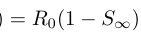 ) = R₀(1 − S∞)